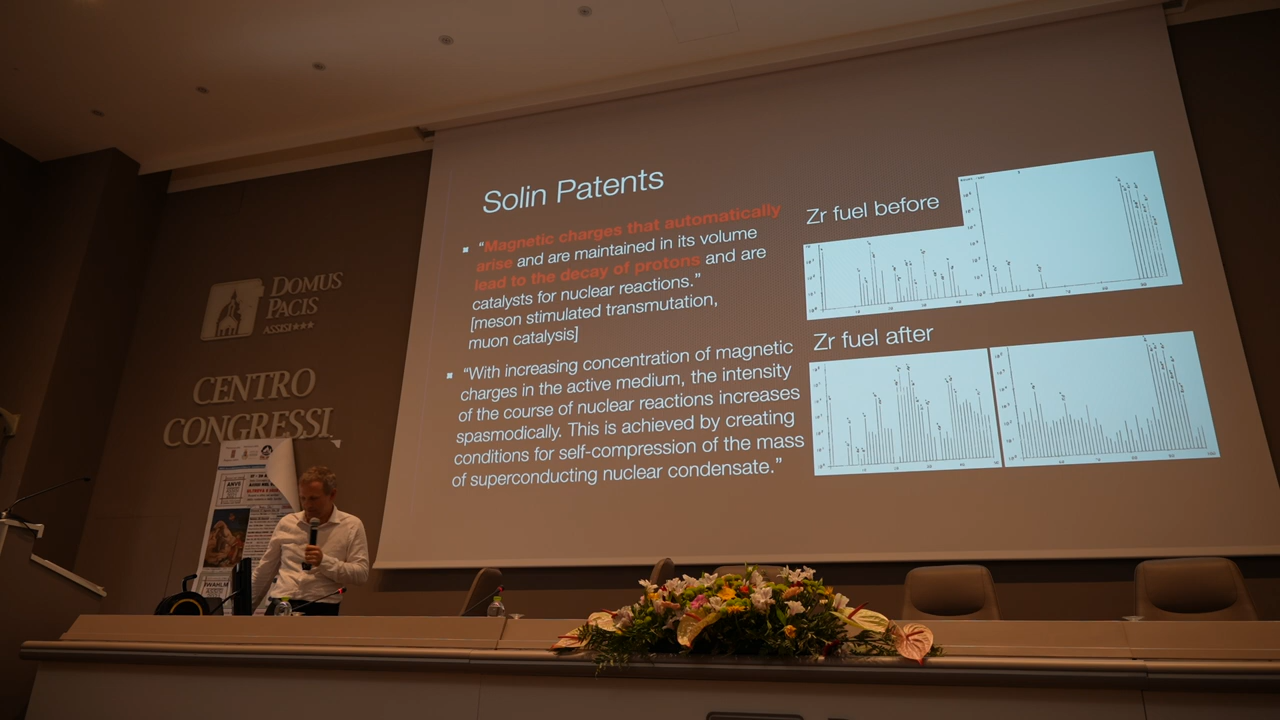 Solin Patents
▪ "Magnetic charges that automatically
arise and are maintained in its volume
lead to the decay of protons and are
catalysts for nuclear reactions."
[meson stimulated transmutation,
muon catalysis]
▪ "With increasing concentration of magnetic
charges in the active medium, the intensity
of the course of nuclear reactions increases
spasmodically. This is achieved by creating
conditions for self-compression of the mass
of superconducting nuclear condensate."
Zr fuel before
Zr fuel after
DOMUS
PACIS
ASSISI★★★
CENTRO
CONGRESSI